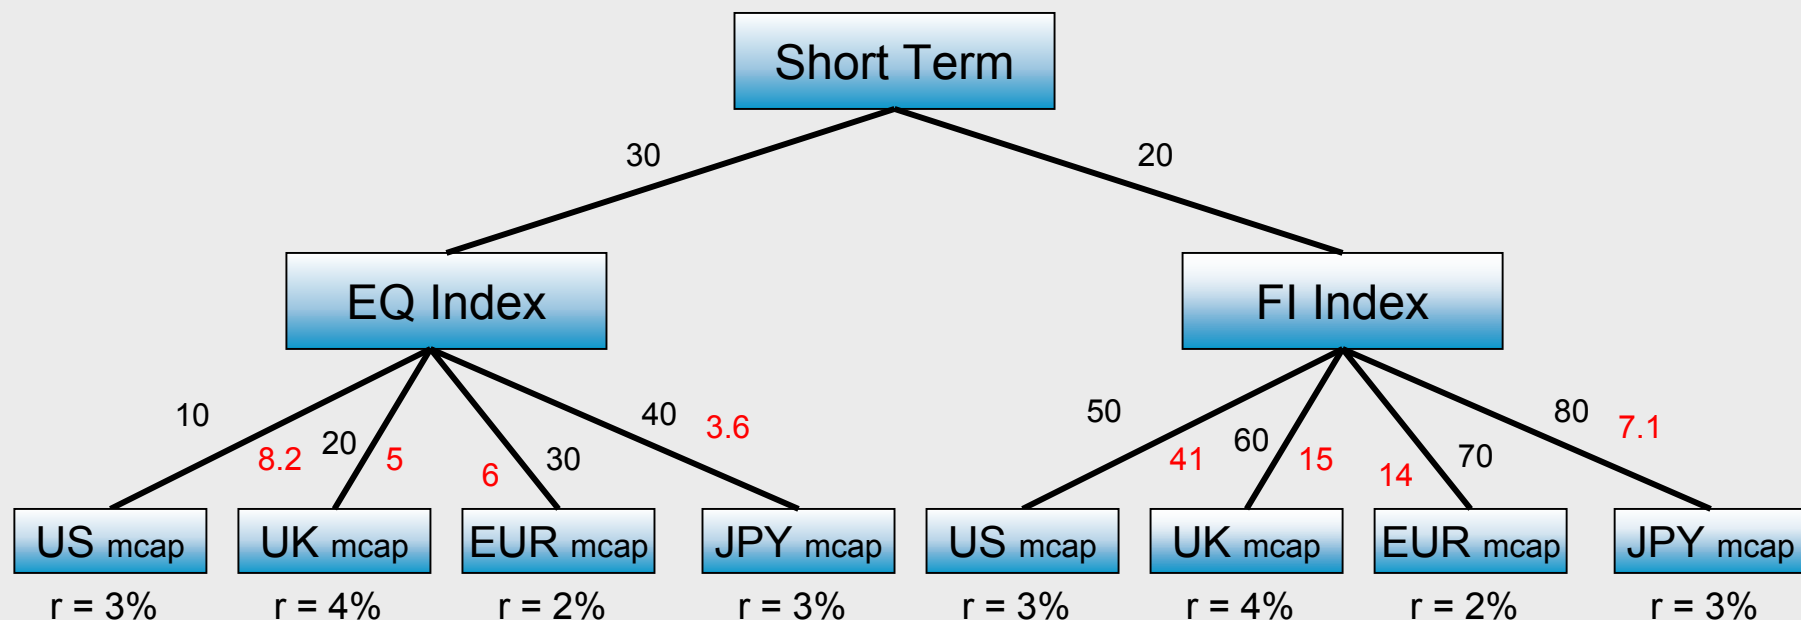 Short Term
30
20
EQ Index
FI Index
10
8.2
20
5
6
30
40
3.6
50
41
60
15
14
70
80
7.1
US mcap
UK mcap
EUR mcap
JPY mcap
US mcap
UK mcap
EUR mcap
JPY mcap
r = 3%
r = 4%
r = 2%
r = 3%
r = 3%
r = 4%
r = 2%
r = 3%